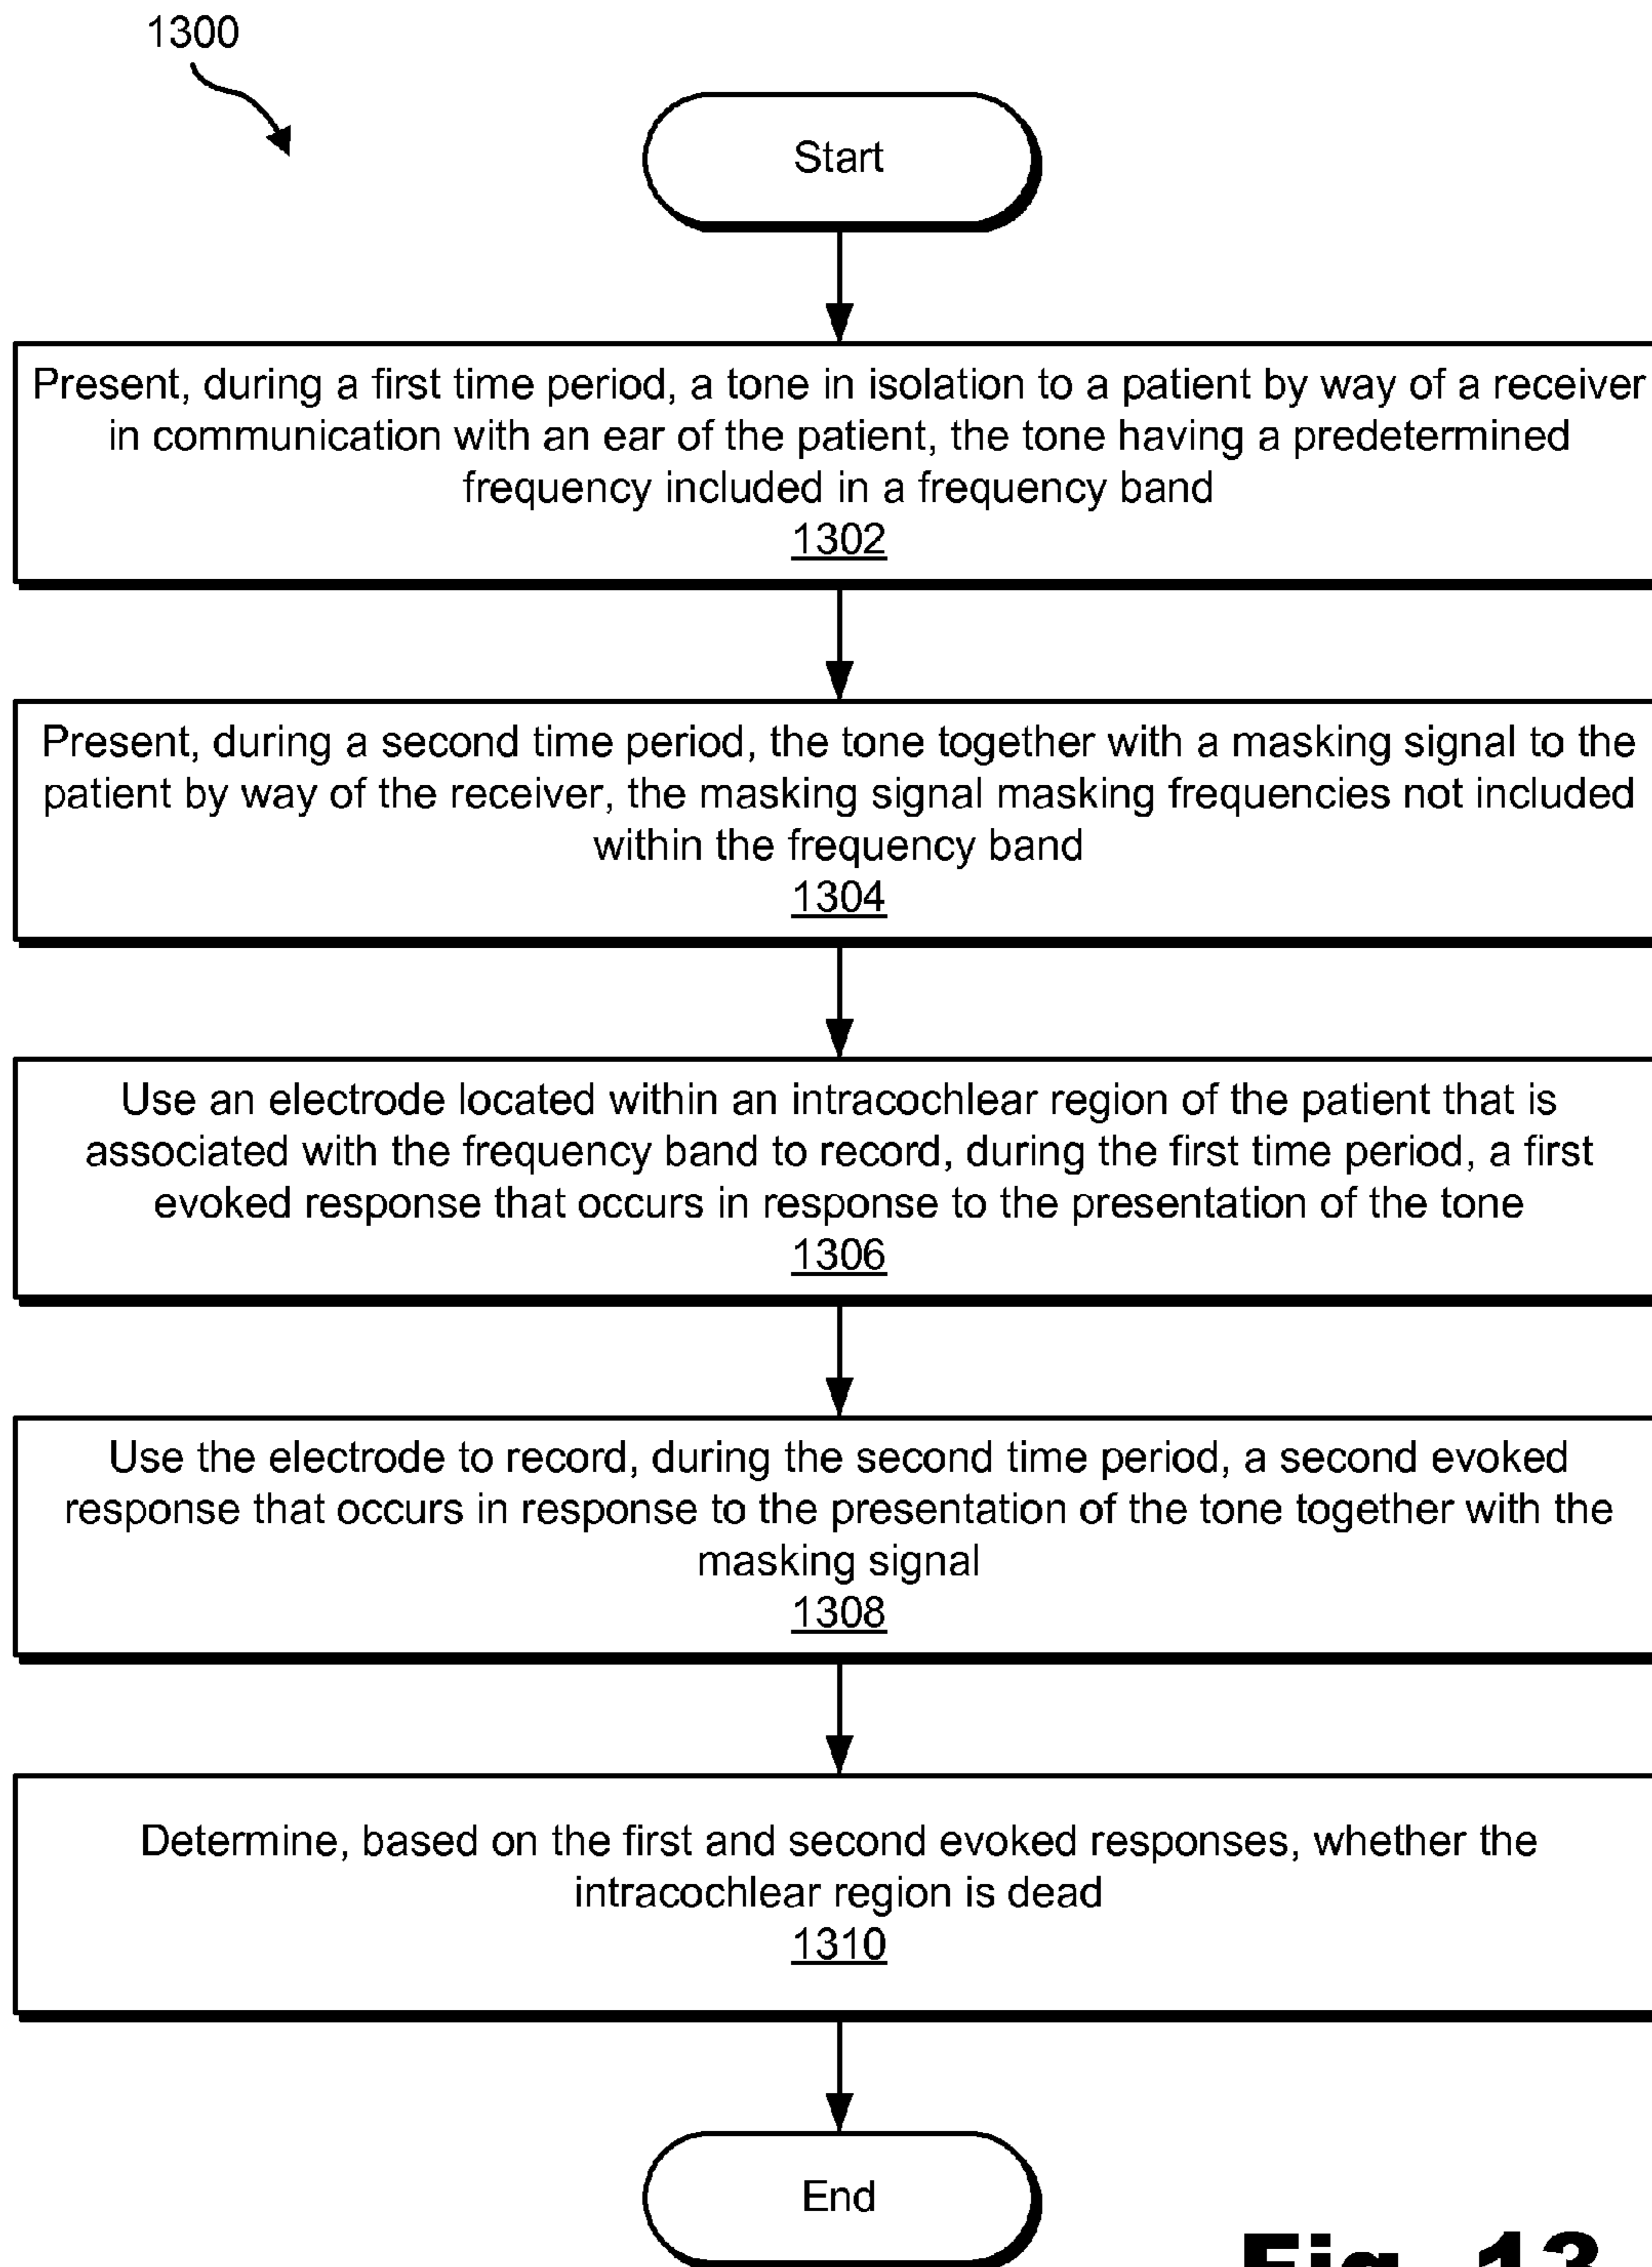 1300
Start
Present, during a first time period, a tone in isolation to a patient by way of a receiver
in communication with an ear of the patient, the tone having a predetermined
frequency included in a frequency band
1302
Present, during a second time period, the tone together with a masking signal to the
patient by way of the receiver, the masking signal masking frequencies not included
within the frequency band
1304
Use an electrode located within an intracochlear region of the patient that is
associated with the frequency band to record, during the first time period, a first
evoked response that occurs in response to the presentation of the tone
1306
Use the electrode to record, during the second time period, a second evoked
response that occurs in response to the presentation of the tone together with the
masking signal
1308
Determine, based on the first and second evoked responses, whether the
intracochlear region is dead
1310
End
Fig. 13